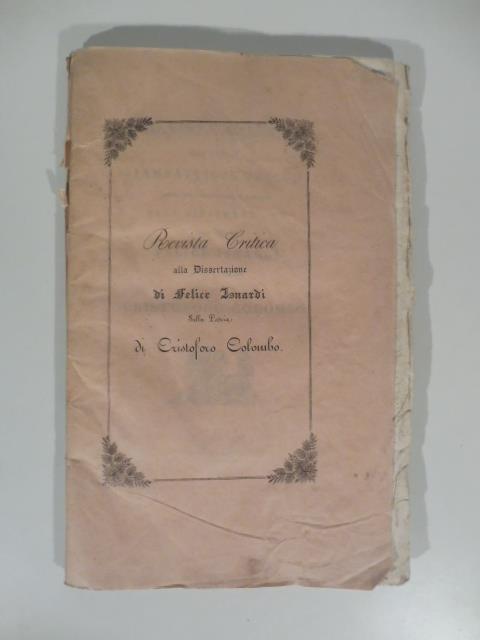 Revista Critica
alla Dissertazione
di Felice Isnardi
Sulla Patria
di Cristoforo Colombo.